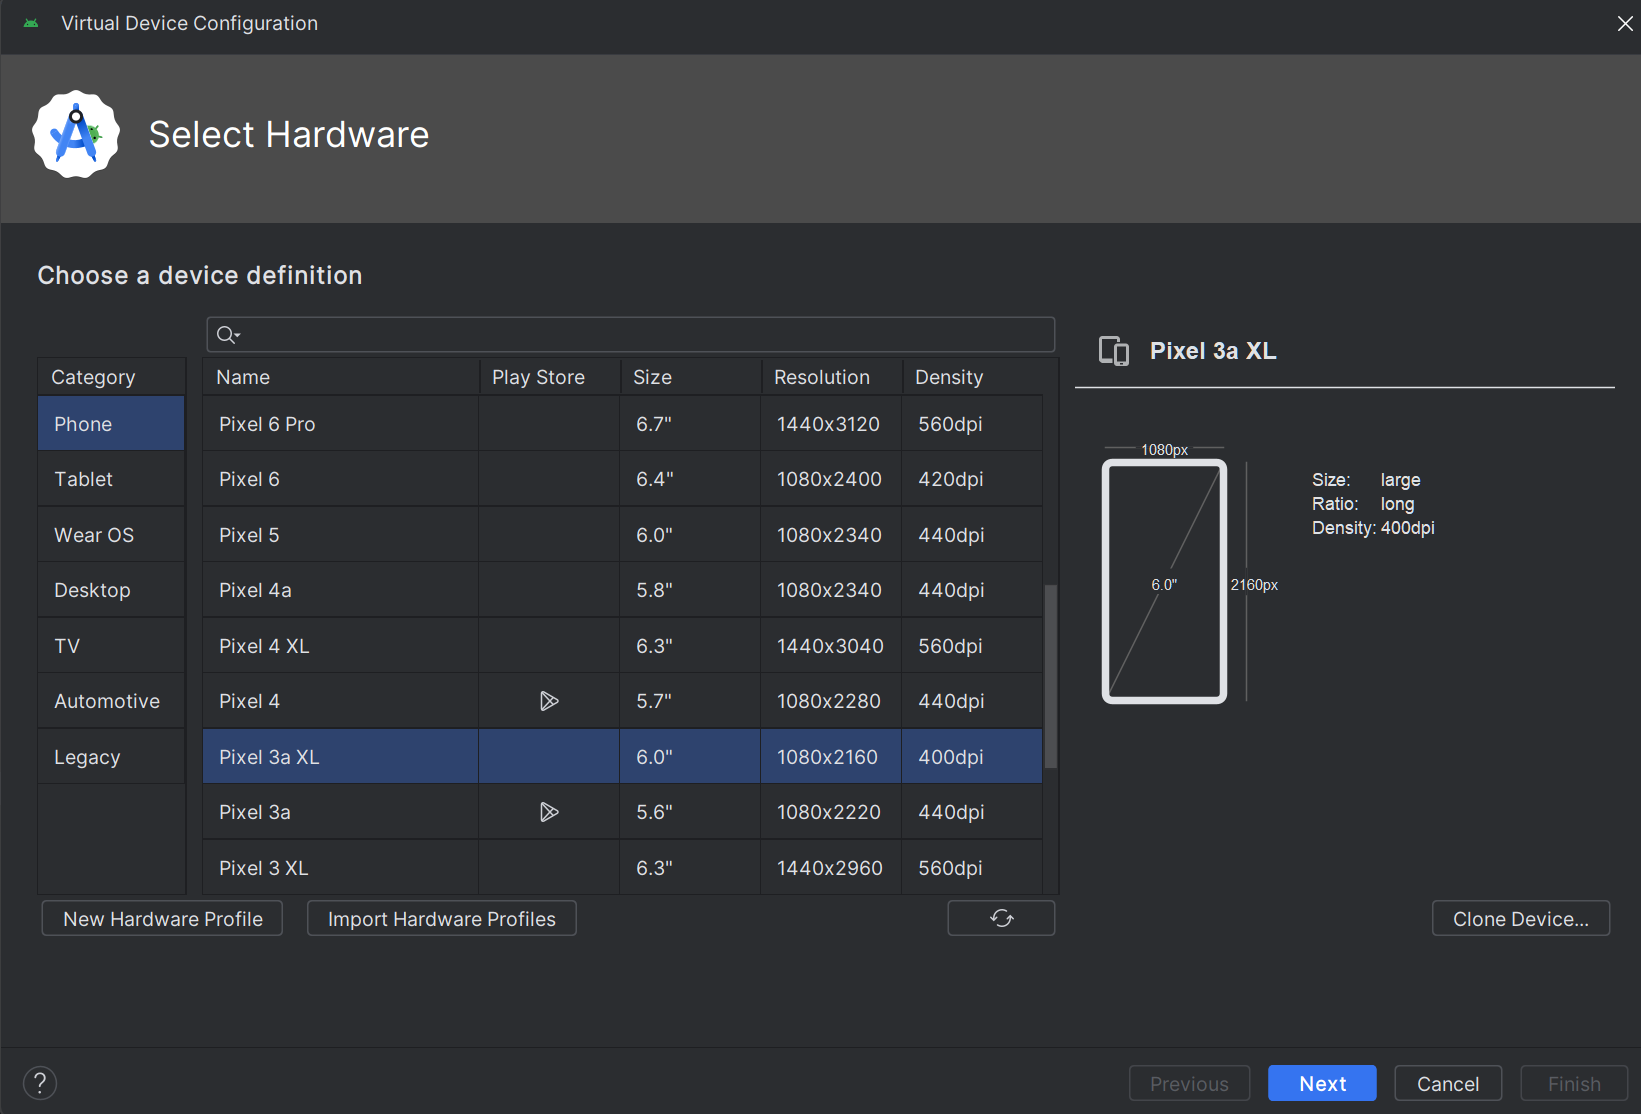 Virtual Device Configuration
Select Hardware
Choose a device definition
Category
Phone
Tablet
Wear OS
Desktop
TV
Automotive
Legacy
Name Play Store Size Resolution Density
Pixel 6 Pro 6.7" 1440x3120 560dpi
Pixel 6 6.4" 1080x2400 420dpi
Pixel 5 6.0" 1080x2340 440dpi
Pixel 4a 5.8" 1080x2340 440dpi
Pixel 4 XL 6.3" 1440x3040 560dpi
Pixel 4 5.7" 1080x2280 440dpi
Pixel 3a XL 6.0" 1080x2160 400dpi
Pixel 3a 5.6" 1080x2220 440dpi
Pixel 3 XL 6.3" 1440x2960 560dpi
New Hardware Profile Import Hardware Profiles
Pixel 3a XL
1080px
6.0"
2160px
Size: large
Ratio: long
Density: 400dpi
Clone Device...
?
Previous Next Cancel Finish